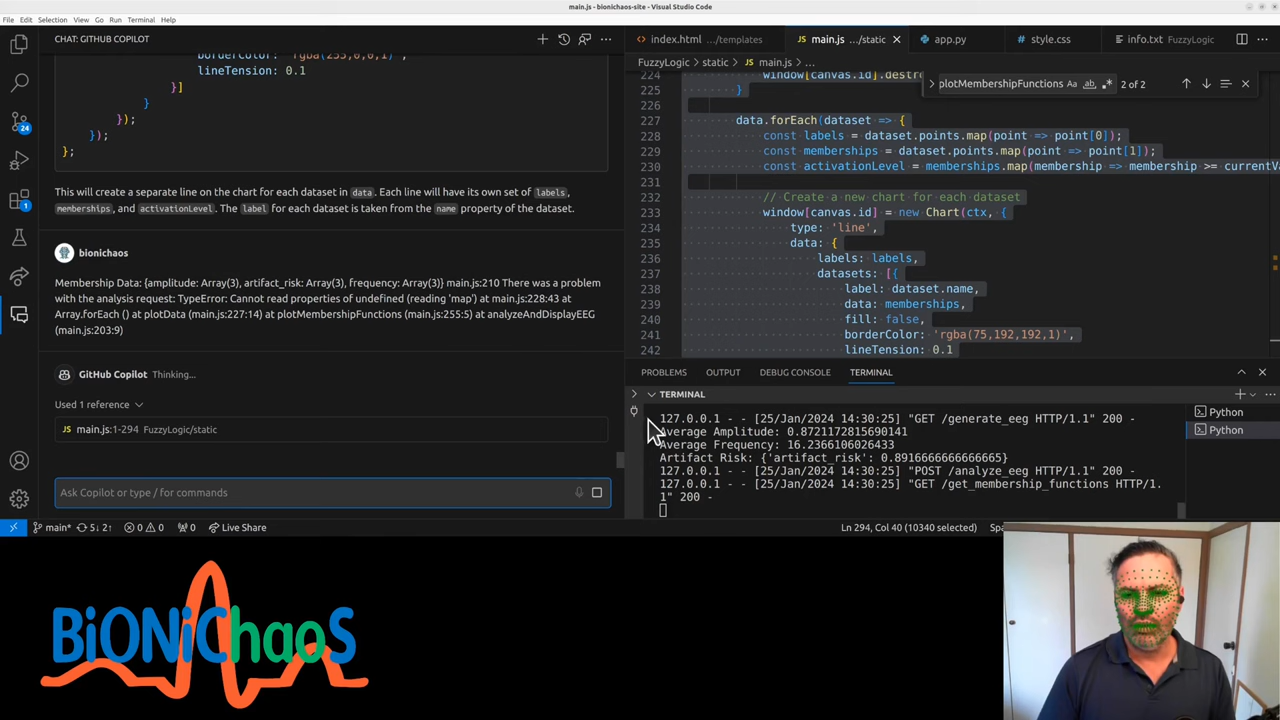 main.js - bionichaos-site - Visual Studio Code
File Edit Selection View Go Run Terminal Help
CHAT: GITHUB COPILOT
index.html .../templates
main.js .../static
app.py
style.css
info.txt FuzzyLogic
FuzzyLogic > static > main.js > ...
plotMembershipFunctions Aa ab 2 of 2
lineTension: 0.1
}]
}
});
});
};
This will create a separate line on the chart for each dataset in data. Each line will have its own set of labels,
memberships, and activationLevel. The label for each dataset is taken from the name property of the dataset.
bionichaos
Membership Data: {amplitude: Array(3), artifact_risk: Array(3), frequency: Array(3)} main.js:210 There was a problem
with the analysis request: TypeError: Cannot read properties of undefined (reading 'map') at main.js:228:43 at
Array.forEach () at plotData (main.js:227:14) at plotMembershipFunctions (main.js:255:5) at analyzeAndDisplayEEG
(main.js:203:9)
GitHub Copilot Thinking...
Used 1 reference
main.js:1-294 FuzzyLogic/static
Ask Copilot or type / for commands
24
1
224 window[canvas.id].destr
225 }
226
227 data.forEach(dataset => {
228 const labels = dataset.points.map(point => point[0]);
229 const memberships = dataset.points.map(point => point[1]);
230 const activationLevel = memberships.map(membership => membership >= currentVa
231
232 // Create a new chart for each dataset
233 window[canvas.id] = new Chart(ctx, {
234 type: 'line',
235 data: {
236 labels: labels,
237 datasets: [{
238 label: dataset.name,
239 data: memberships,
240 fill: false,
241 borderColor: 'rgba(75,192,192,1)',
242 lineTension: 0.1
PROBLEMS OUTPUT DEBUG CONSOLE TERMINAL
TERMINAL
127.0.0.1 - - [25/Jan/2024 14:30:25] "GET /generate_eeg HTTP/1.1" 200 -
Average Amplitude: 0.8721172815690141
Average Frequency: 16.2366106026433
Artifact Risk: {'artifact_risk': 0.8916666666666665}
127.0.0.1 - - [25/Jan/2024 14:30:25] "POST /analyze_eeg HTTP/1.1" 200 -
127.0.0.1 - - [25/Jan/2024 14:30:25] "GET /get_membership_functions HTTP/1.
1" 200 -
Python
Python
main* 5↓ 2↑ 0 0 0 Live Share
Ln 294, Col 40 (10340 selected)
BiONiChaoS